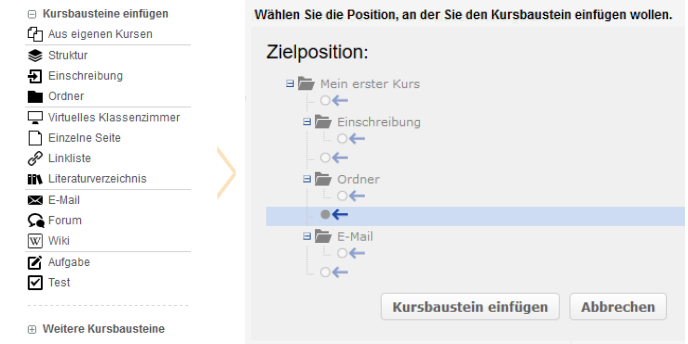 Kursbausteine einfügen
Aus eigenen Kursen
Struktur
Einschreibung
Ordner
Virtuelles Klassenzimmer
Einzelne Seite
Linkliste
Literaturverzeichnis
E-Mail
Forum
W Wiki
Aufgabe
Test
Weitere Kursbausteine
Wählen Sie die Position, an der Sie den Kursbaustein einfügen wollen.
Zielposition:
Mein erster Kurs
Einschreibung
Ordner
E-Mail
Kursbaustein einfügen Abbrechen